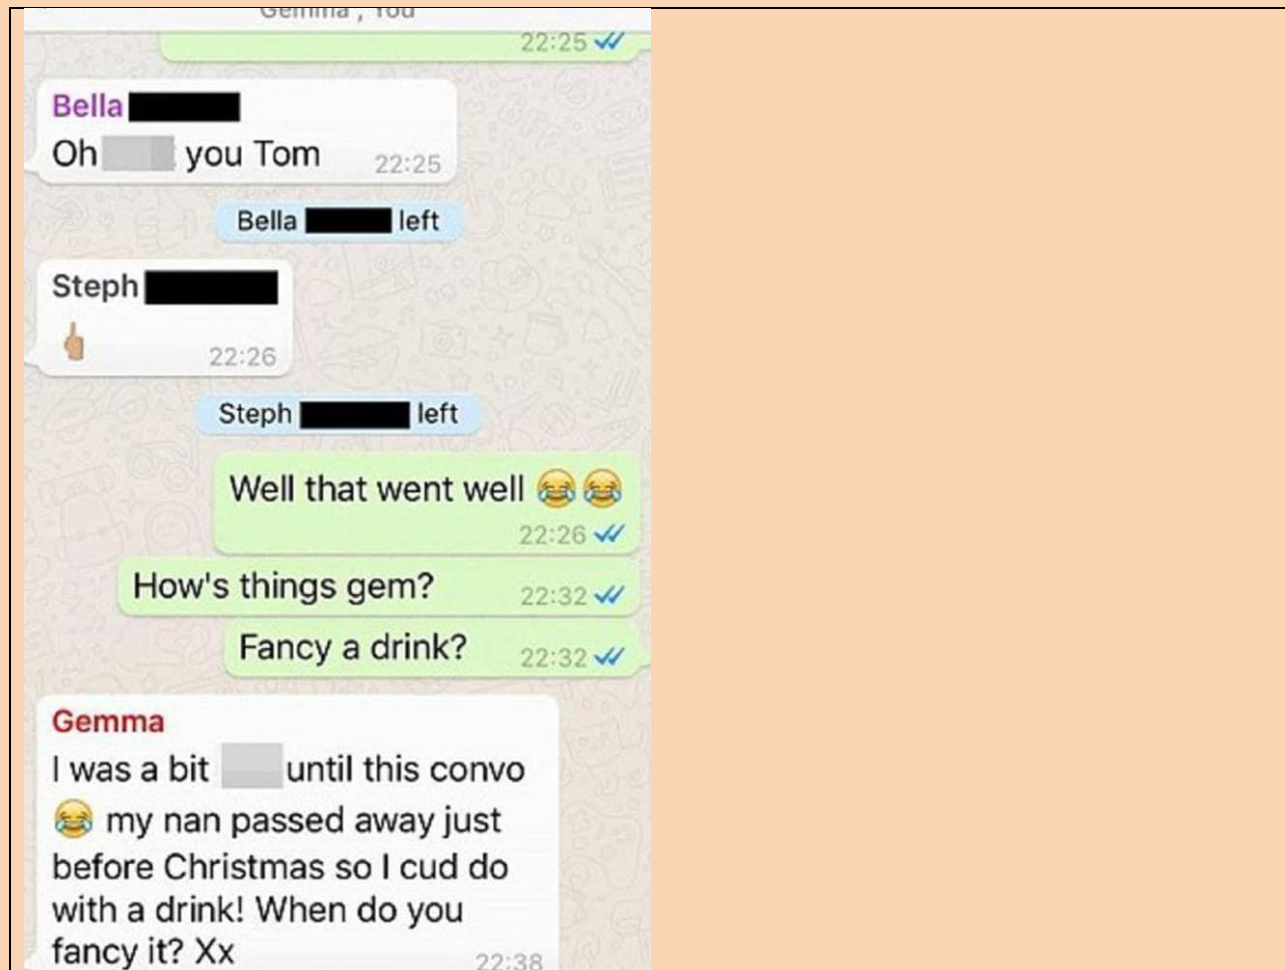 Gemma , You
22:25
Bella
Oh you Tom 22:25
Bella left
Steph
22:26
Steph left
Well that went well 😂😂
22:26
How's things gem? 22:32
Fancy a drink? 22:32
Gemma
I was a bit until this convo
😂 my nan passed away just
before Christmas so I cud do
with a drink! When do you
fancy it? Xx 22:38